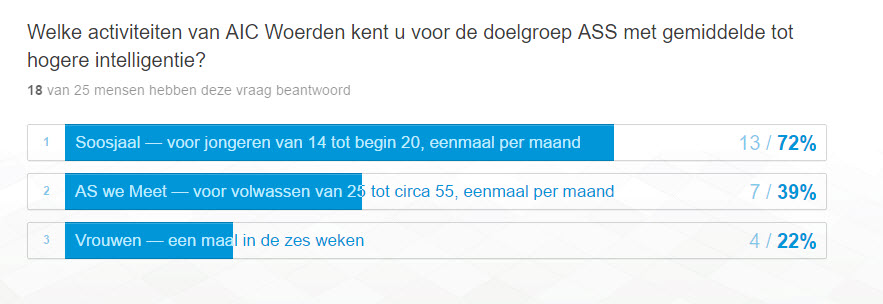 Welke activiteiten van AIC Woerden kent u voor de doelgroep ASS met gemiddelde tot
hogere intelligentie?
18 van 25 mensen hebben deze vraag beantwoord
1 Soosjaal — voor jongeren van 14 tot begin 20, eenmaal per maand 13 / 72%
2 AS we Meet — voor volwassen van 25 tot circa 55, eenmaal per maand 7 / 39%
3 Vrouwen — een maal in de zes weken 4 / 22%